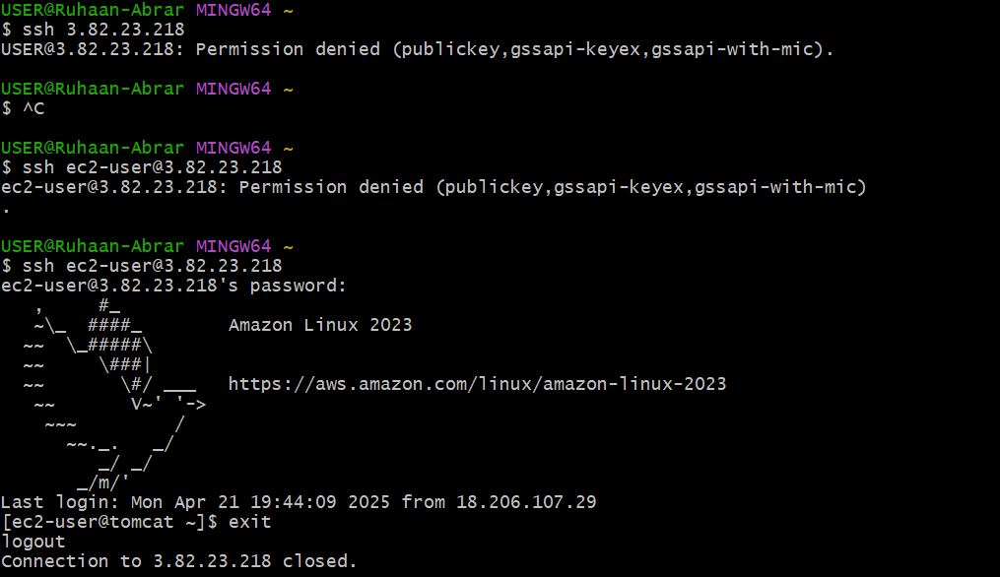 USER@Ruhaan-Abrar MINGW64 ~
$ ssh 3.82.23.218
USER@3.82.23.218: Permission denied (publickey,gssapi-keyex,gssapi-with-mic).

USER@Ruhaan-Abrar MINGW64 ~
$ ^C

USER@Ruhaan-Abrar MINGW64 ~
$ ssh ec2-user@3.82.23.218
ec2-user@3.82.23.218: Permission denied (publickey,gssapi-keyex,gssapi-with-mic)
.

USER@Ruhaan-Abrar MINGW64 ~
$ ssh ec2-user@3.82.23.218
ec2-user@3.82.23.218's password:
   ,     #_
   ~\_  ####_        Amazon Linux 2023
  ~~  \_#####\
  ~~     \###|
  ~~       \#/ ___   https://aws.amazon.com/linux/amazon-linux-2023
   ~~       V~' '->
    ~~~         /
      ~~._.   _/
         _/ _/
       _/m/'
Last login: Mon Apr 21 19:44:09 2025 from 18.206.107.29
[ec2-user@tomcat ~]$ exit
logout
Connection to 3.82.23.218 closed.